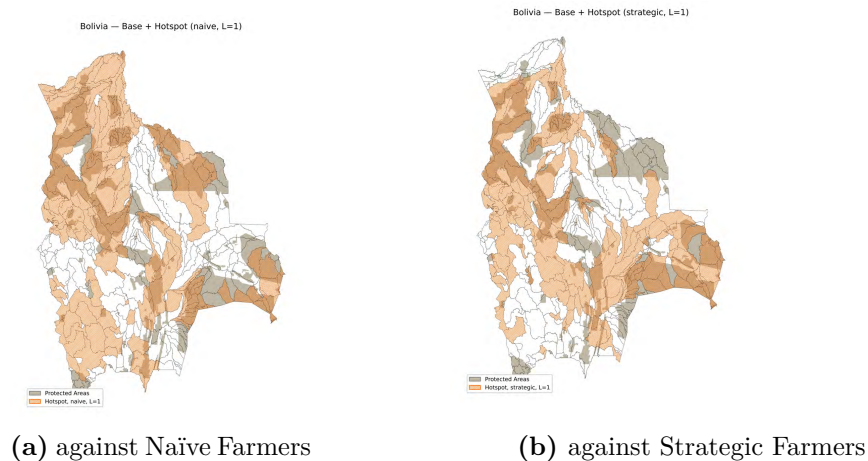 Bolivia — Base + Hotspot (naive, L=1)
Bolivia — Base + Hotspot (strategic, L=1)
Protected Areas
Hotspot, naive, L=1
Protected Areas
Hotspot, strategic, L=1
(a) against Naïve Farmers
(b) against Strategic Farmers